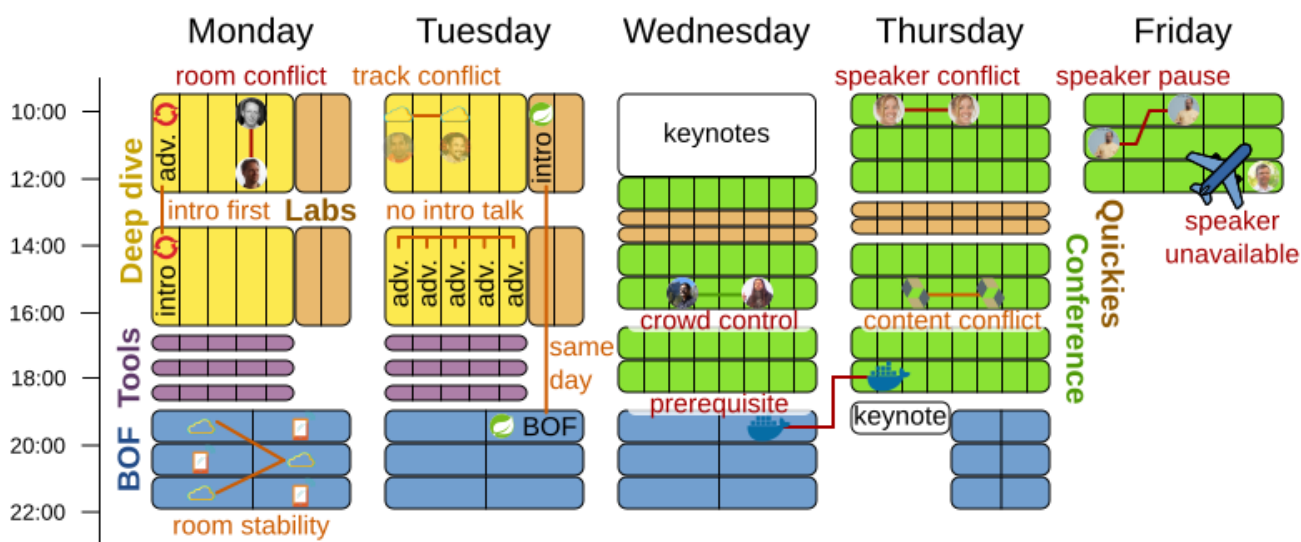 Monday
Tuesday
Wednesday
Thursday
Friday
room conflict
track conflict
speaker conflict
speaker pause
10:00
12:00
14:00
16:00
18:00
20:00
22:00
Deep dive
Tools
BOF
adv.
intro
intro first
Labs
no intro talk
intro
adv.
adv.
adv.
adv.
adv.
same
day
BOF
room stability
keynotes
crowd control
prerequisite
content conflict
keynote
Quickies
Conference
speaker
unavailable